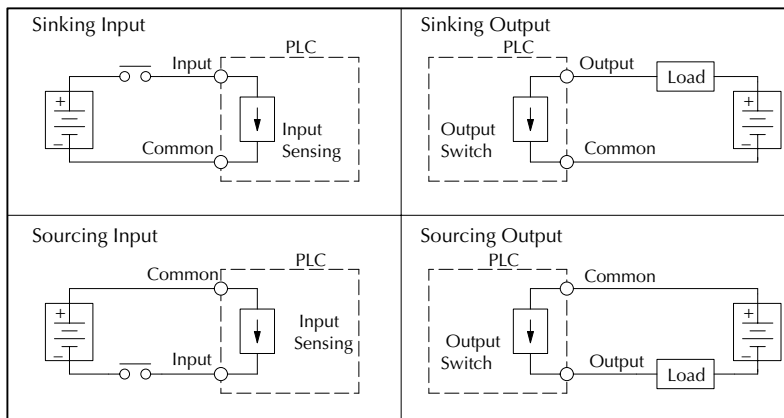 Sinking Input
PLC
Input
+
Input
Sensing
–
Common
Sinking Output
PLC
Output
Load
+
Output
Switch
–
Common
Sourcing Input
PLC
Common
+
Input
Sensing
–
Input
Sourcing Output
PLC
Common
+
Output
Switch
–
Output
Load